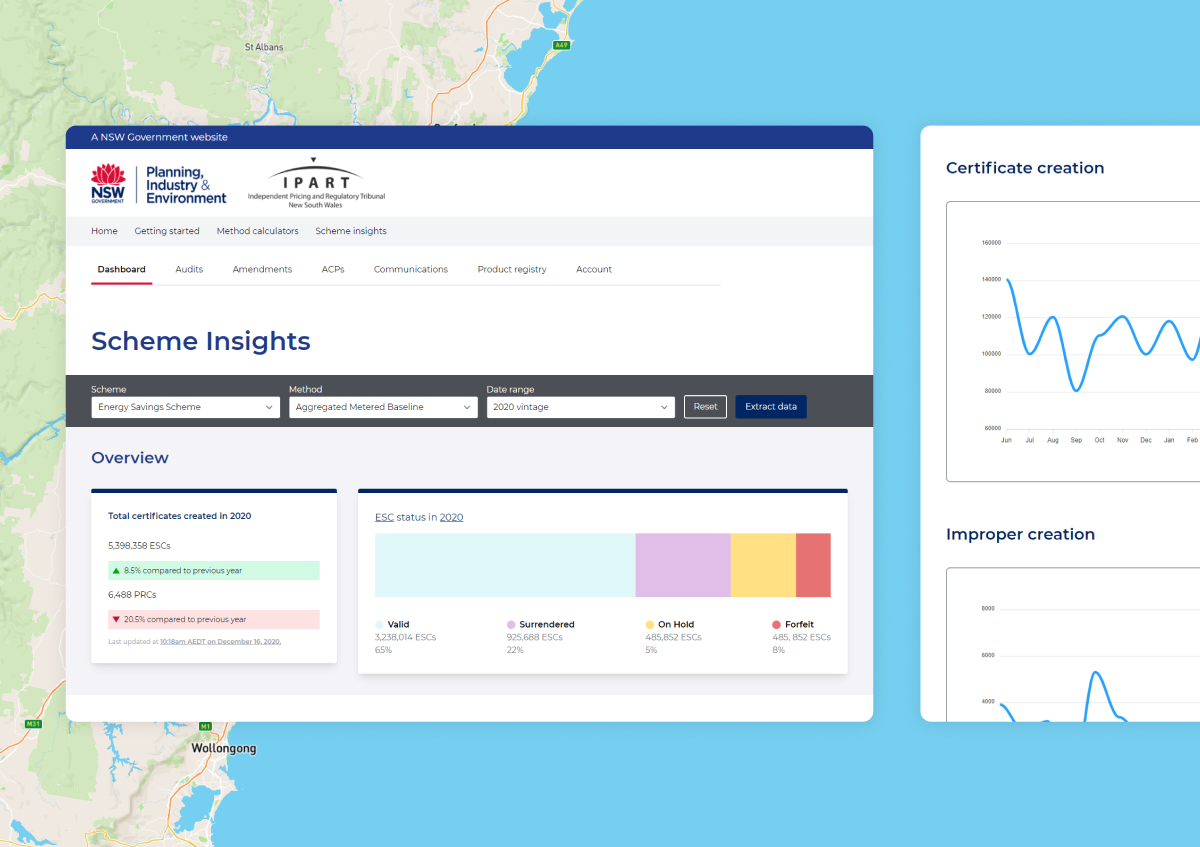 St Albans
A49
A NSW Government website
NSW
GOVERNMENT
Planning,
Industry &
Environment
IPART
Independent Pricing and Regulatory Tribunal
New South Wales
Home Getting started Method calculators Scheme insights
Dashboard Audits Amendments ACPs Communications Product registry Account
Scheme Insights
Scheme Method Date range
Energy Savings Scheme Aggregated Metered Baseline 2020 vintage Reset Extract data
Overview
Total certificates created in 2020
5,398,358 ESCs
8.5% compared to previous year
6,488 PRCs
20.5% compared to previous year
Last updated at 10:18am AEDT on December 16, 2020.
ESC status in 2020
Valid
3,238,014 ESCs
65%
Surrendered
925,688 ESCs
22%
On Hold
485,852 ESCs
5%
Forfeit
485, 852 ESCs
8%
Certificate creation
160000
140000
120000
100000
80000
60000
Jun Jul Aug Sep Oct Nov Dec Jan Feb
Improper creation
8000
6000
4000
M31
M1
Wollongong